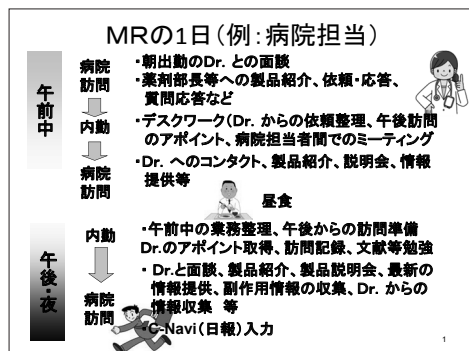 MRの1日(例:病院担当)
午前中
病院
訪問
・朝出勤のDr. との面談
・薬剤部長等への製品紹介、依頼・応答、
質問応答など
内勤
・デスクワーク(Dr. からの依頼整理、午後訪問
のアポイント、病院担当者間でのミーティング
病院
訪問
・Dr. へのコンタクト、製品紹介、説明会、情報
提供等
昼食
午後・夜
内勤
・午前中の業務整理、午後からの訪問準備
Dr.のアポイント取得、訪問記録、文献等勉強
病院
訪問
・Dr.と面談、製品紹介、製品説明会、最新の
情報提供、副作用情報の収集、Dr. からの
情報収集 等
・C-Navi(日報)入力
1